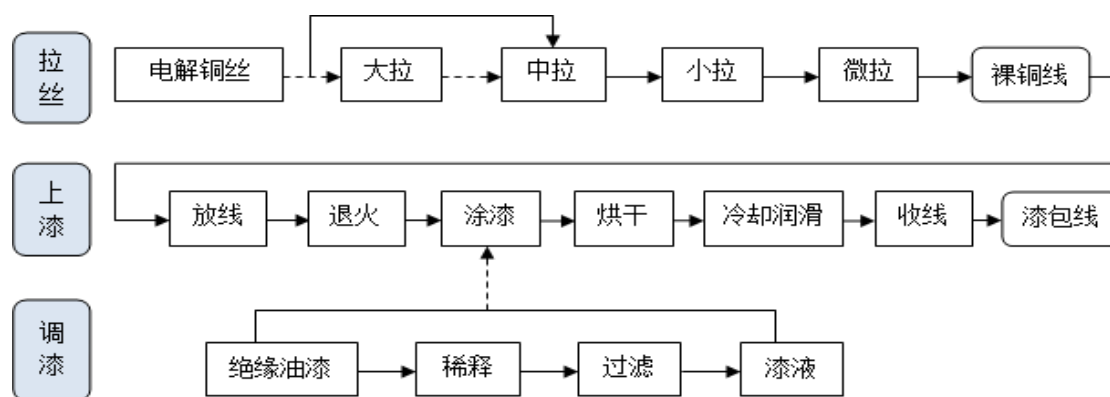 拉
丝
电解铜丝
大拉
中拉
小拉
微拉
裸铜线
上
漆
放线
退火
涂漆
烘干
冷却润滑
收线
漆包线
调
漆
绝缘油漆
稀释
过滤
漆液